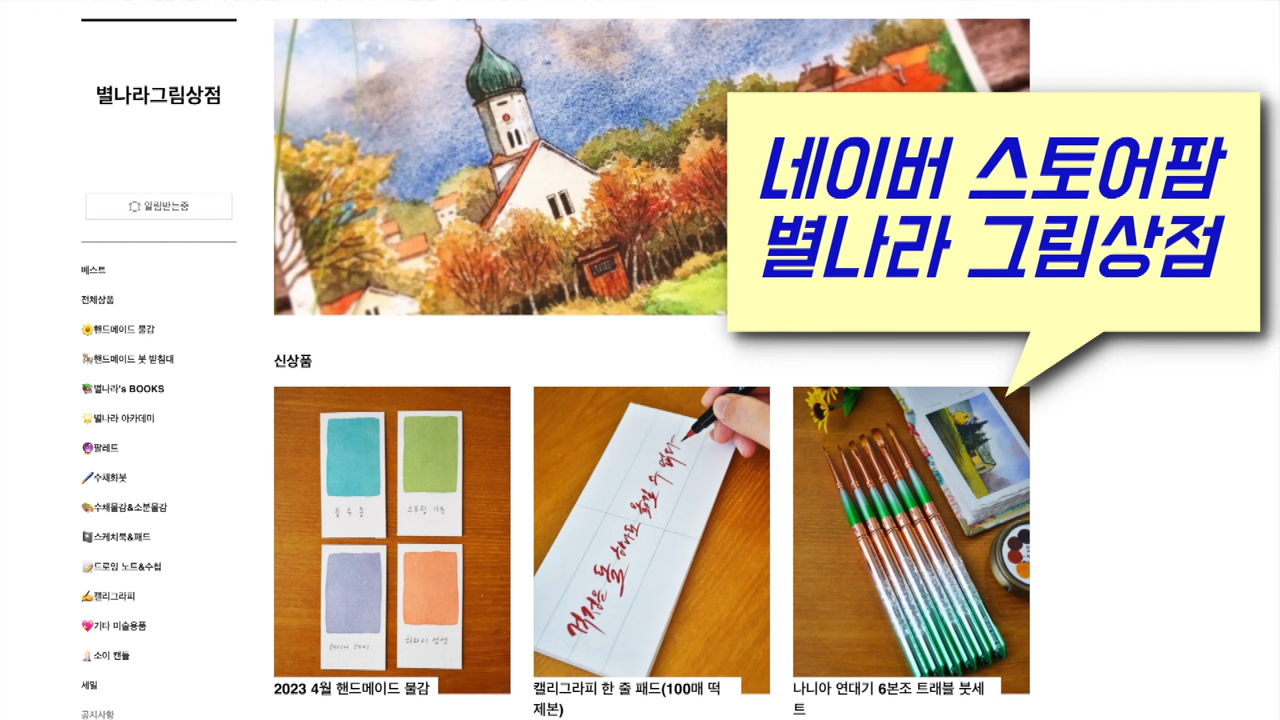 별나라그림상점
알림받는중
베스트
전체상품
핸드메이드 물감
핸드메이드 붓 받침대
별나라's BOOKS
별나라 아카데미
팔레트
수채화붓
수채물감&소분물감
스케치북&패드
드로잉 노트&수첩
캘리그라피
기타 미술용품
소이 캔들
세일
공지사항
네이버 스토어팜
별나라 그림상점
신상품
2023 4월 핸드메이드 물감
캘리그라피 한 줄 패드(100매 떡
제본)
나니아 연대기 6본조 트래블 붓세
트